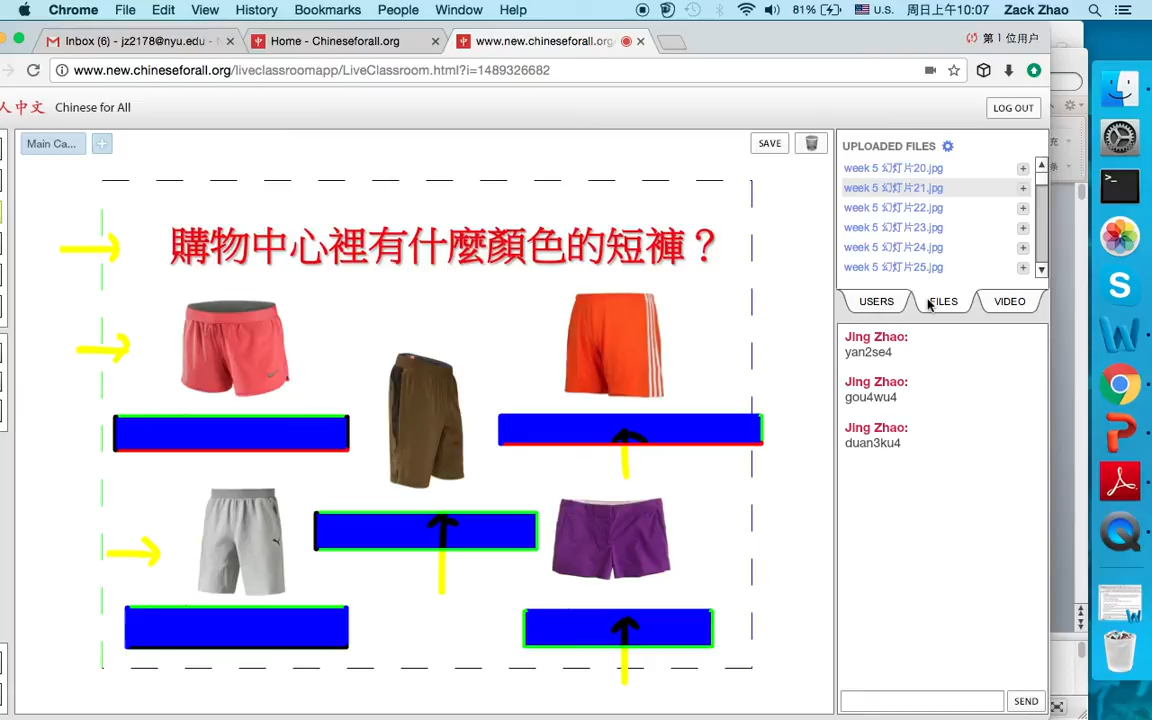 Chrome File Edit View History Bookmarks People Window Help 81% U.S. 周日上午10:07 Zack Zhao
Inbox (6) - jz2178@nyu.edu -
Home - Chineseforall.org
www.new.chineseforall.org
第 1 位用户
www.new.chineseforall.org/liveclassroomapp/LiveClassroom.html?i=1489326682
人中文 Chinese for All
LOG OUT
Main Ca...
SAVE
UPLOADED FILES
week 5 幻灯片20.jpg
week 5 幻灯片21.jpg
week 5 幻灯片22.jpg
week 5 幻灯片23.jpg
week 5 幻灯片24.jpg
week 5 幻灯片25.jpg
USERS FILES VIDEO
購物中心裡有什麼顏色的短褲？
Jing Zhao:
yan2se4
Jing Zhao:
gou4wu4
Jing Zhao:
duan3ku4
SEND